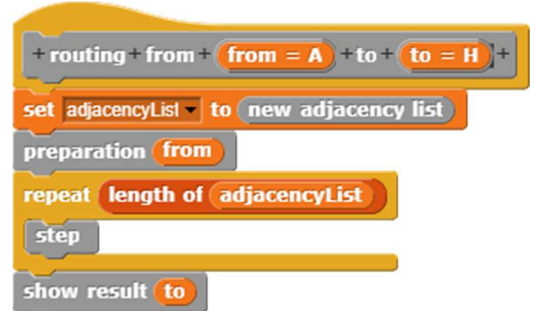 + routing + from + from = A + to + to = H +
set adjacencyList to new adjacency list
preparation from
repeat length of adjacencyList
step
show result to